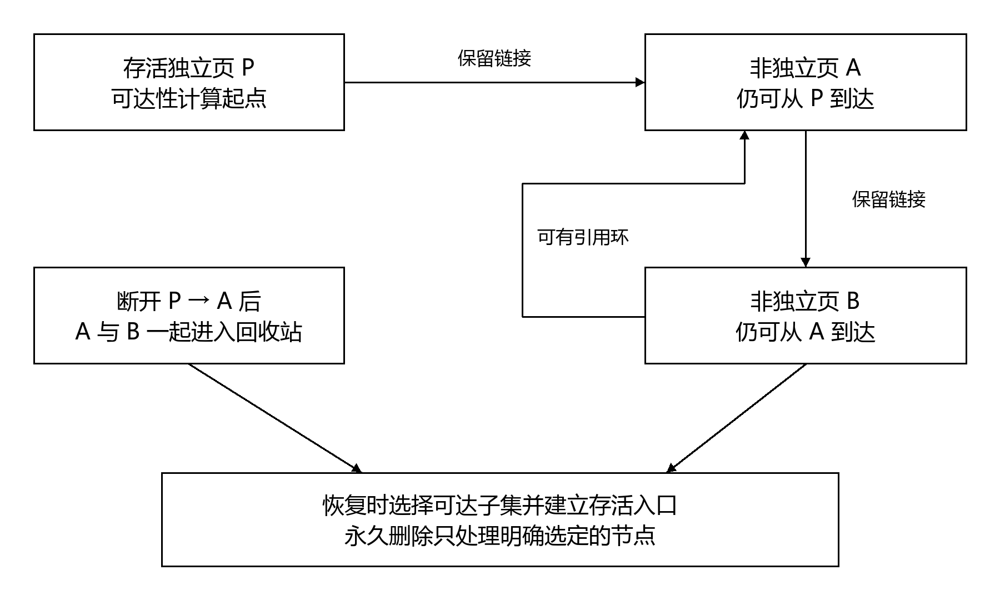 存活独立页 P
可达性计算起点
保留链接
非独立页 A
仍可从 P 到达
保留链接
可有引用环
断开 P → A 后
A 与 B 一起进入回收站
非独立页 B
仍可从 A 到达
恢复时选择可达子集并建立存活入口
永久删除只处理明确选定的节点